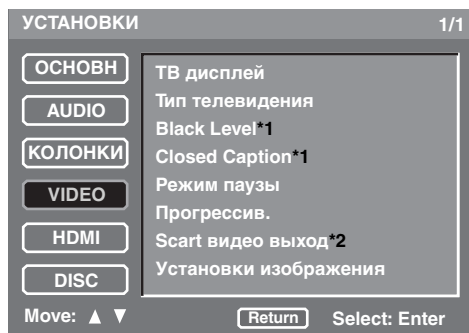 УСТАНОВКИ 1/1
ОСНОВН
AUDIO
КОЛОНКИ
VIDEO
HDMI
DISC
ТВ дисплей
Тип телевидения
Black Level*1
Closed Caption*1
Режим паузы
Прогрессив.
Scart видео выход*2
Установки изображения
Move: ▲ ▼ Return Select: Enter